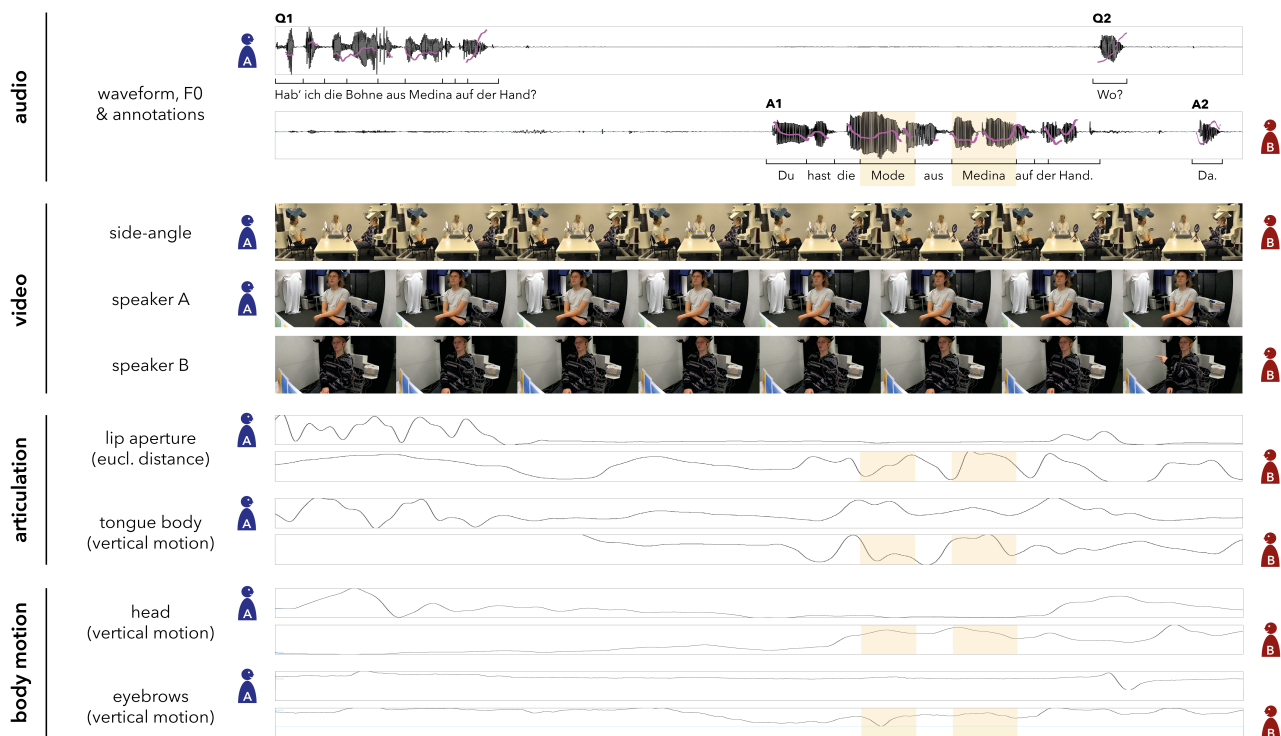 Q1
Q2
A
audio
waveform, F0
& annotations
Hab' ich die Bohne aus Medina auf der Hand?
Wo?
A1
A2
B
Du hast die Mode aus Medina auf der Hand.
Da.
video
side-angle
A
B
speaker A
A
speaker B
B
articulation
lip aperture
(eucl. distance)
A
B
tongue body
(vertical motion)
A
B
body motion
head
(vertical motion)
A
B
eyebrows
(vertical motion)
A
B